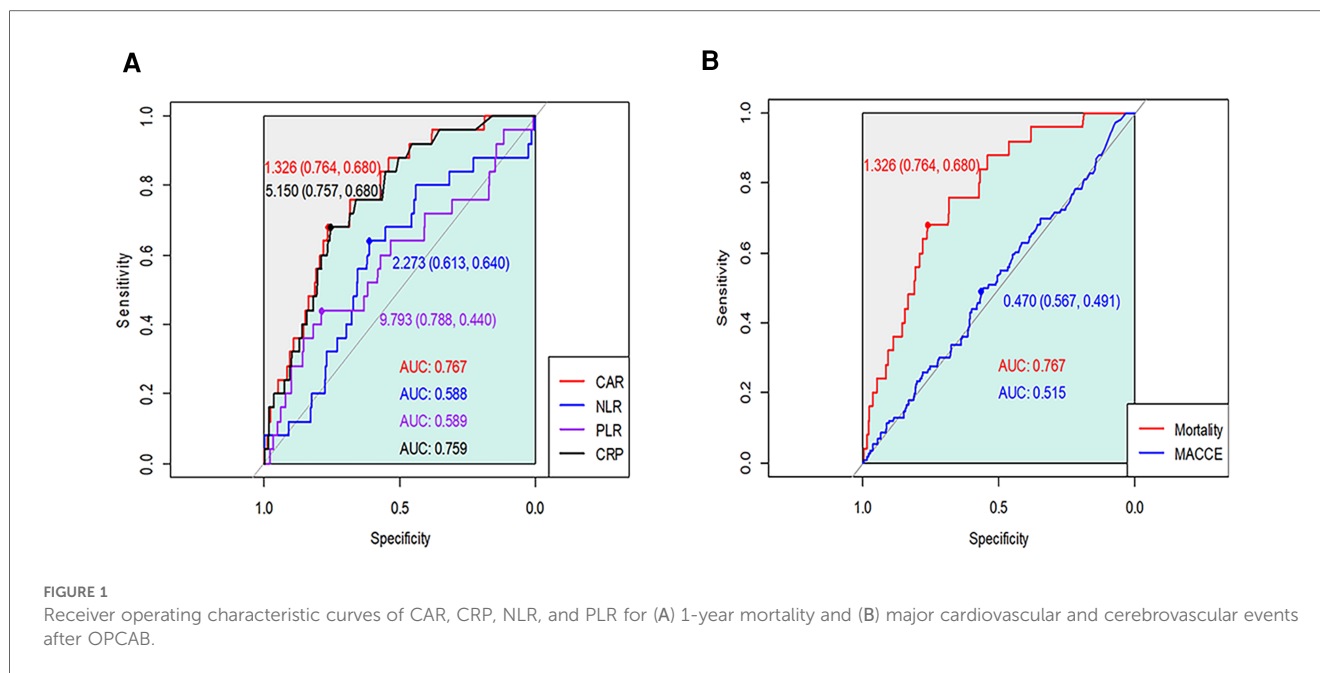 A
1.0
0.8
0.6
0.4
0.2
0.0
Sensitivity
1.326 (0.764, 0.680)
5.150 (0.757, 0.680)
2.273 (0.613, 0.640)
9.793 (0.788, 0.440)
AUC: 0.767
AUC: 0.588
AUC: 0.589
AUC: 0.759
CAR
NLR
PLR
CRP
1.0
0.5
0.0
Specificity
B
1.0
0.8
0.6
0.4
0.2
0.0
Sensitivity
1.326 (0.764, 0.680)
0.470 (0.567, 0.491)
AUC: 0.767
AUC: 0.515
Mortality
MACCE
1.0
0.5
0.0
Specificity
FIGURE 1
Receiver operating characteristic curves of CAR, CRP, NLR, and PLR for (A) 1-year mortality and (B) major cardiovascular and cerebrovascular events
after OPCAB.